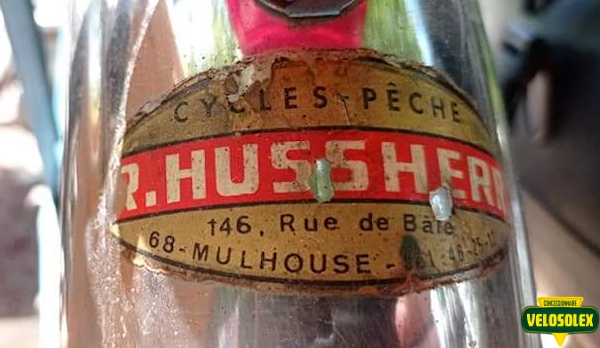 CYCLES-PÊCHE
R.HUSSHERR
146, Rue de Bâle
68-MULHOUSE -
CONCESSIONNAIRE
VELOSOLEX